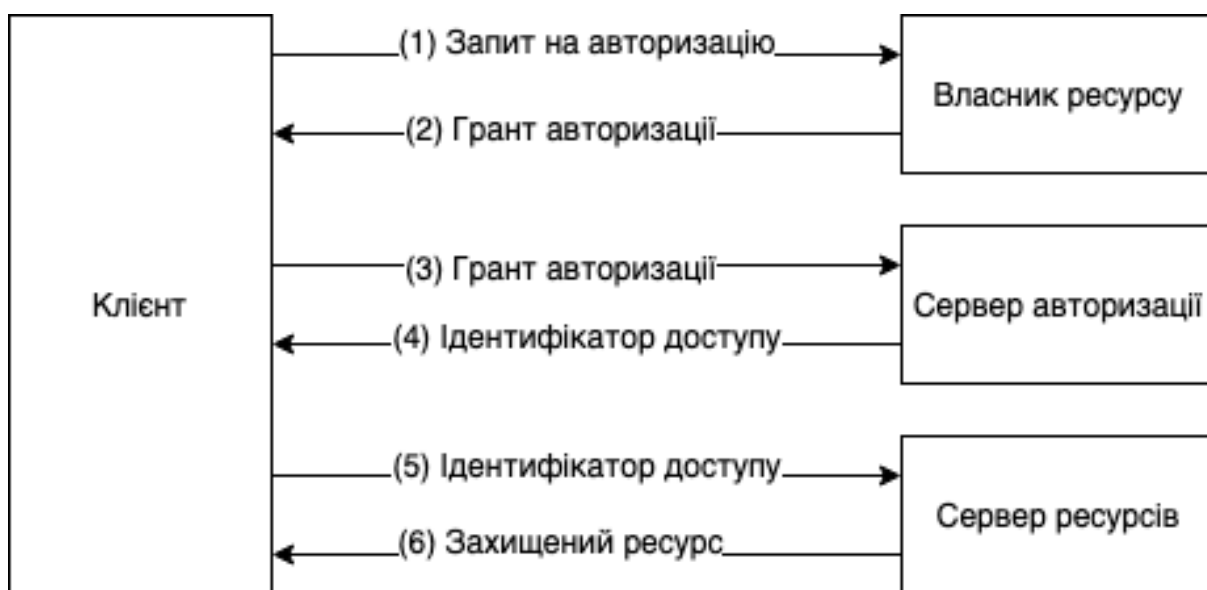 (1) Запит на авторизацію
Власник ресурсу
(2) Грант авторизації
(3) Грант авторизації
Клієнт
Сервер авторизації
(4) Ідентифікатор доступу
(5) Ідентифікатор доступу
Сервер ресурсів
(6) Захищений ресурс